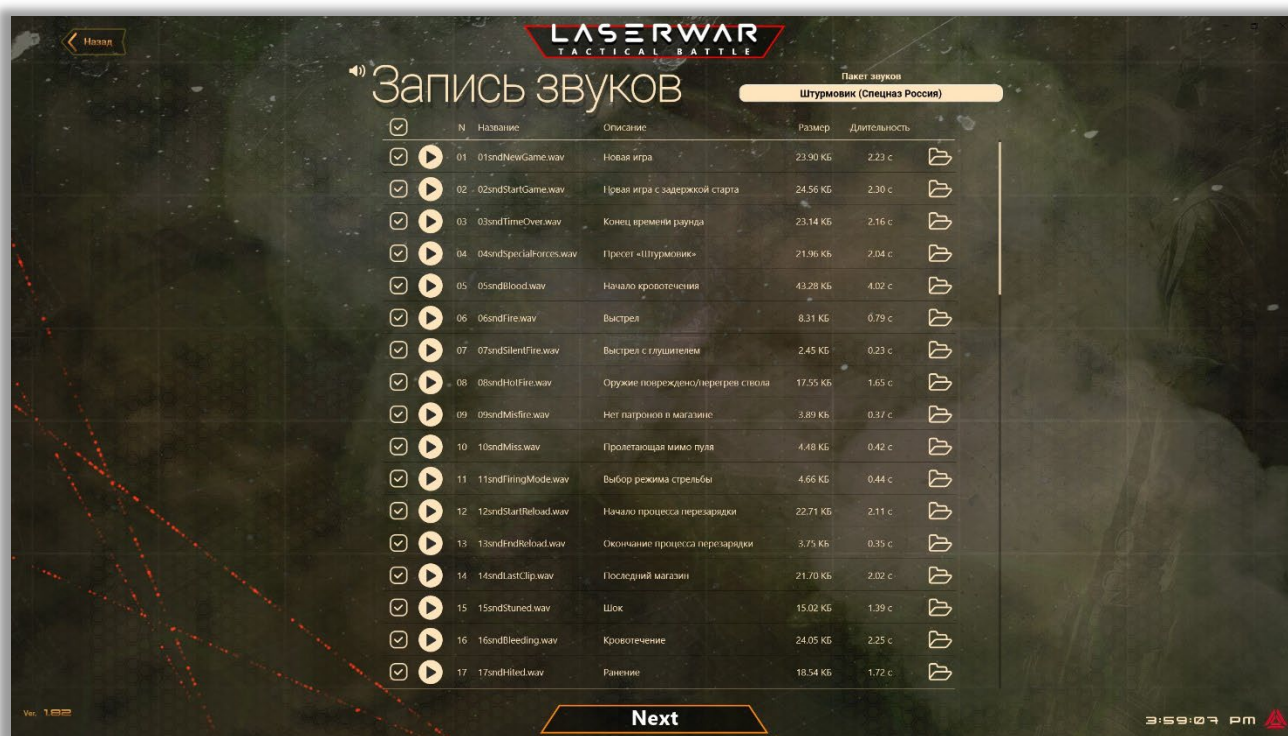 Назад
LASERWAR
TACTICAL BATTLE
Запись звуков
Пакет звуков
Штурмовик (Спецназ Россия)
N Название Описание Размер Длительность
01 01sndNewGame.wav Новая игра 23.90 КБ 2.23 с
02 02sndStartGame.wav Новая игра с задержкой старта 24.56 КБ 2.30 с
03 03sndTimeOver.wav Конец времени раунда 23.14 КБ 2.16 с
04 04sndSpecialForces.wav Пресет «Штурмовик» 21.96 КБ 2.04 с
05 05sndBlood.wav Начало кровотечения 43.28 КБ 4.02 с
06 06sndFire.wav Выстрел 8.31 КБ 0.79 с
07 07sndSilentFire.wav Выстрел с глушителем 2.45 КБ 0.23 с
08 08sndHotFire.wav Оружие повреждено/перегрев ствола 17.55 КБ 1.65 с
09 09sndMisfire.wav Нет патронов в магазине 3.89 КБ 0.37 с
10 10sndMiss.wav Пролетающая мимо пуля 4.48 КБ 0.42 с
11 11sndFiringMode.wav Выбор режима стрельбы 4.66 КБ 0.44 с
12 12sndStartReload.wav Начало процесса перезарядки 22.71 КБ 2.11 с
13 13sndEndReload.wav Окончание процесса перезарядки 3.75 КБ 0.35 с
14 14sndLastClip.wav Последний магазин 21.70 КБ 2.02 с
15 15sndStuned.wav Шок 15.02 КБ 1.39 с
16 16sndBleeding.wav Кровотечение 24.05 КБ 2.25 с
17 17sndHited.wav Ранение 18.54 КБ 1.72 с
Ver. 1.82
Next
3:59:07 PM